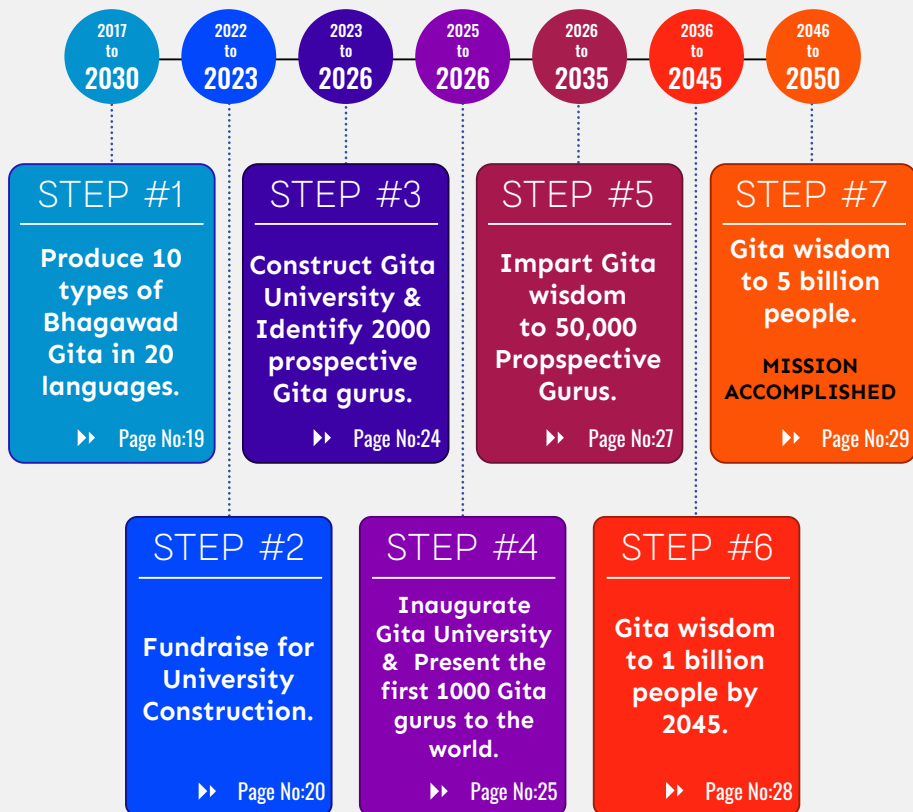 2017
to
2030
2022
to
2023
2023
to
2026
2025
to
2026
2026
to
2035
2036
to
2045
2046
to
2050
STEP #1
Produce 10
types of
Bhagawad
Gita in 20
languages.
Page No:19
STEP #3
Construct Gita
University &
Identify 2000
prospective
Gita gurus.
Page No:24
STEP #5
Impart Gita
wisdom
to 50,000
Propspective
Gurus.
Page No:27
STEP #7
Gita wisdom
to 5 billion
people.
MISSION
ACCOMPLISHED
Page No:29
STEP #2
Fundraise for
University
Construction.
Page No:20
STEP #4
Inaugurate
Gita University
& Present the
first 1000 Gita
gurus to the
world.
Page No:25
STEP #6
Gita wisdom
to 1 billion
people by
2045.
Page No:28